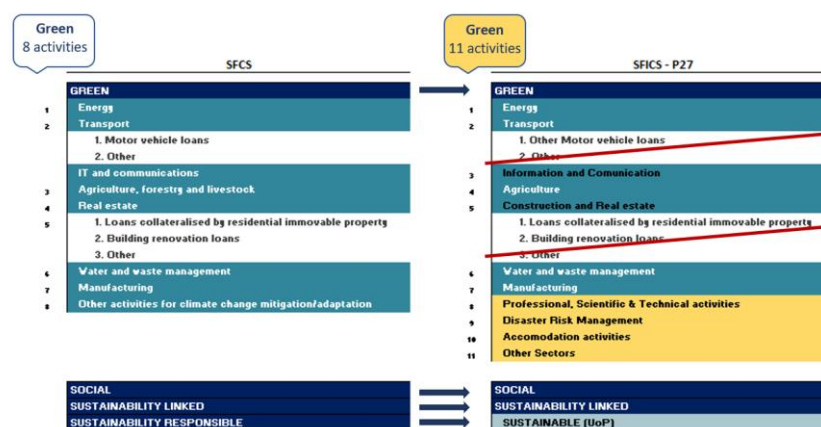 Green
8 activities
SFCS
GREEN
1 Energy
2 Transport
1. Motor vehicle loans
2. Other
IT and communications
3 Agriculture, forestry and livestock
4 Real estate
5 1. Loans collateralised by residential immovable property
2. Building renovation loans
3. Other
6 Water and waste management
7 Manufacturing
8 Other activities for climate change mitigation/adaptation
SOCIAL
SUSTAINABILITY LINKED
SUSTAINABILITY RESPONSIBLE
Green
11 activities
SFICS - P27
GREEN
1 Energy
2 Transport
1. Other Motor vehicle loans
2. Other
3 Information and Comunication
4 Agriculture
5 Construction and Real estate
1. Loans collateralised by residential immovable property
2. Building renovation loans
3. Other
6 Water and waste management
7 Manufacturing
8 Professional, Scientific & Technical activities
9 Disaster Risk Management
10 Accomodation activities
11 Other Sectors
SOCIAL
SUSTAINABILITY LINKED
SUSTAINABLE (UoP)